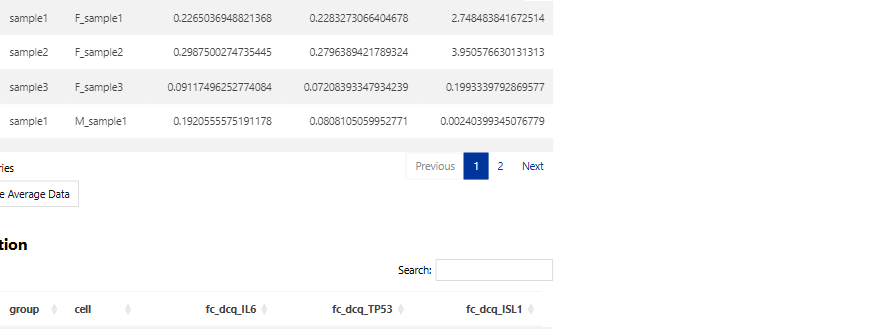 sample1 F_sample1 0.2265036948821368 0.2283273066404678 2.748483841672514
sample2 F_sample2 0.2987500274735445 0.2796389421789324 3.950576630131313
sample3 F_sample3 0.09117496252774084 0.07208393347934239 0.1993339792869577
sample1 M_sample1 0.1920555575191178 0.0808105059952771 0.00240399345076779
ries
Previous 1 2 Next
e Average Data
tion
Search:
group cell fc_dcq_IL6 fc_dcq_TP53 fc_dcq_ISL1